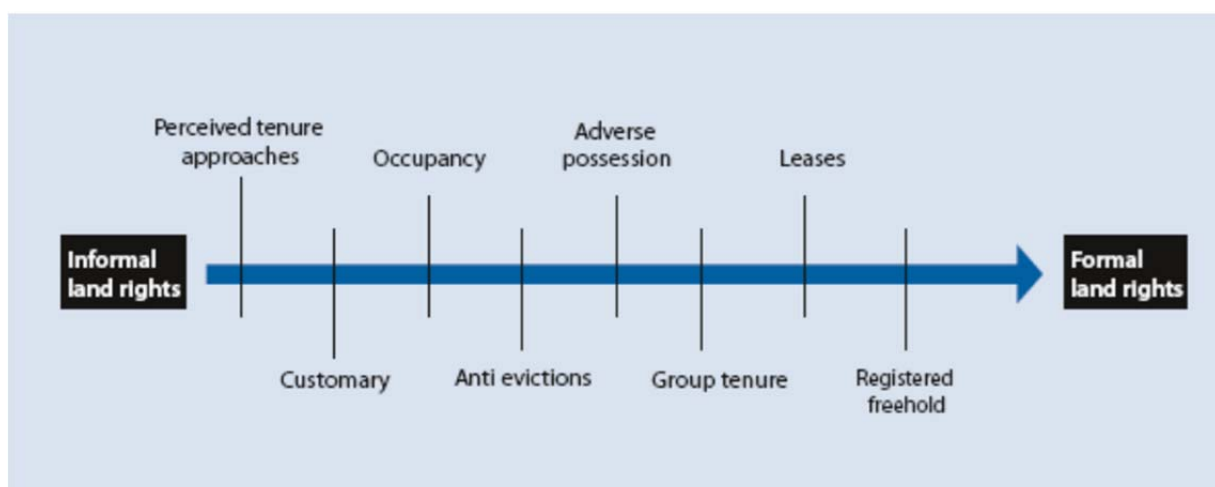 Perceived tenure
approaches
Occupancy
Adverse
possession
Leases
Informal
land rights
Formal
land rights
Customary
Anti evictions
Group tenure
Registered
freehold